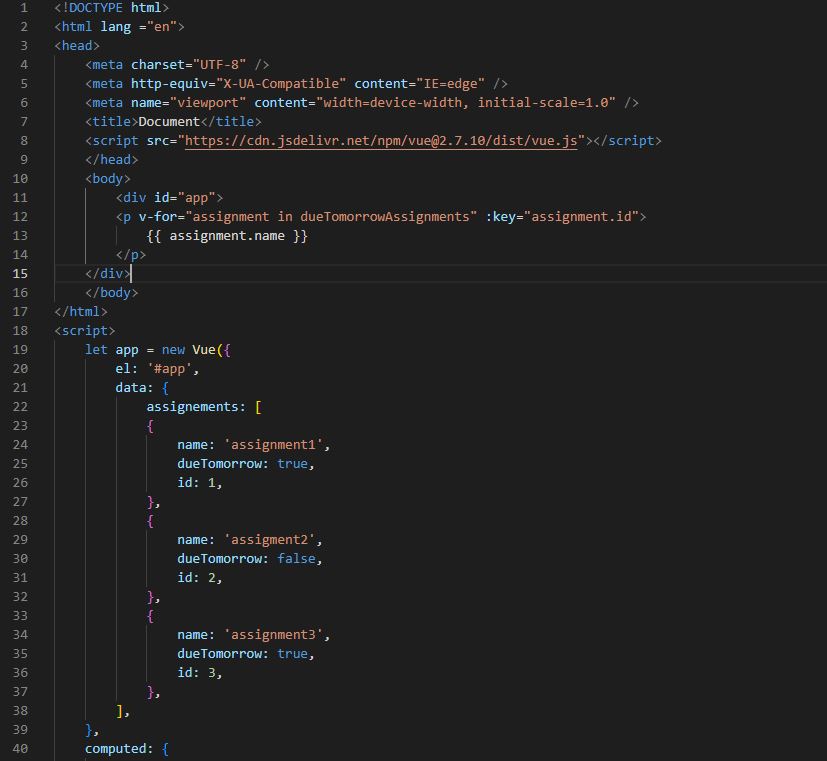 1 <!DOCTYPE html>
2 <html lang ="en">
3 <head>
4 <meta charset="UTF-8" />
5 <meta http-equiv="X-UA-Compatible" content="IE=edge" />
6 <meta name="viewport" content="width=device-width, initial-scale=1.0" />
7 <title>Document</title>
8 <script src="https://cdn.jsdelivr.net/npm/vue@2.7.10/dist/vue.js"></script>
9 </head>
10 <body>
11 <div id="app">
12 <p v-for="assignment in dueTomorrowAssignments" :key="assignment.id">
13 {{ assignment.name }}
14 </p>
15 </div>
16 </body>
17 </html>
18 <script>
19 let app = new Vue({
20 el: '#app',
21 data: {
22 assignements: [
23 {
24 name: 'assignment1',
25 dueTomorrow: true,
26 id: 1,
27 },
28 {
29 name: 'assigment2',
30 dueTomorrow: false,
31 id: 2,
32 },
33 {
34 name: 'assignment3',
35 dueTomorrow: true,
36 id: 3,
37 },
38 ],
39 },
40 computed: {